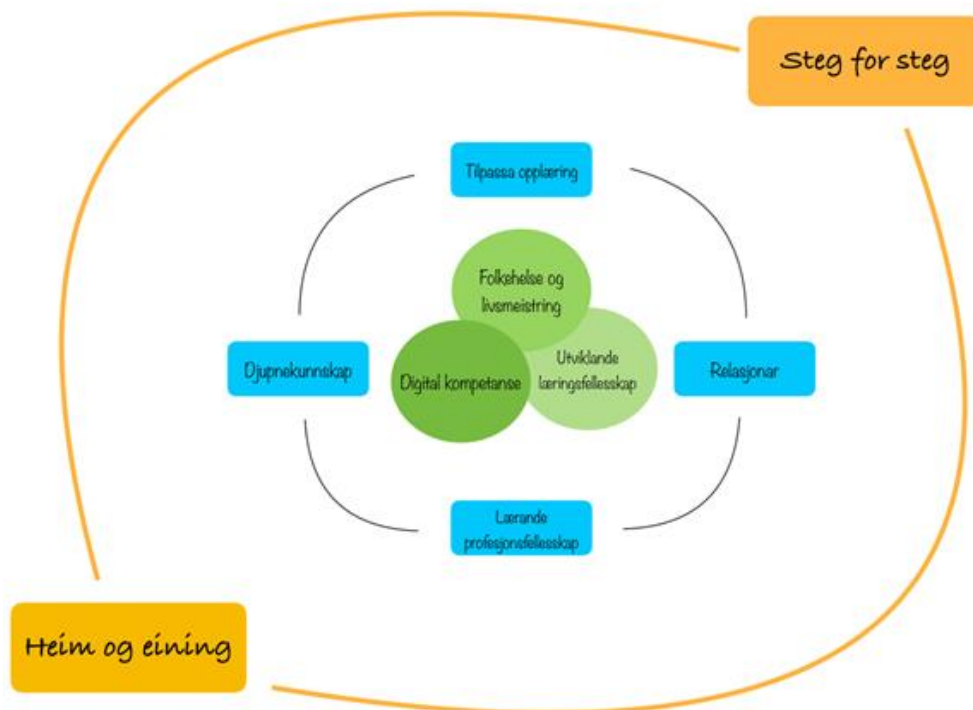 Steg for steg
Tilpassa opplæring
Folkehelse og
livsmeistring
Djupnekunnskap
Digital kompetanse
Utviklande
læringsfellesskap
Relasjonar
Lærande
profesjonsfellesskap
Heim og eining